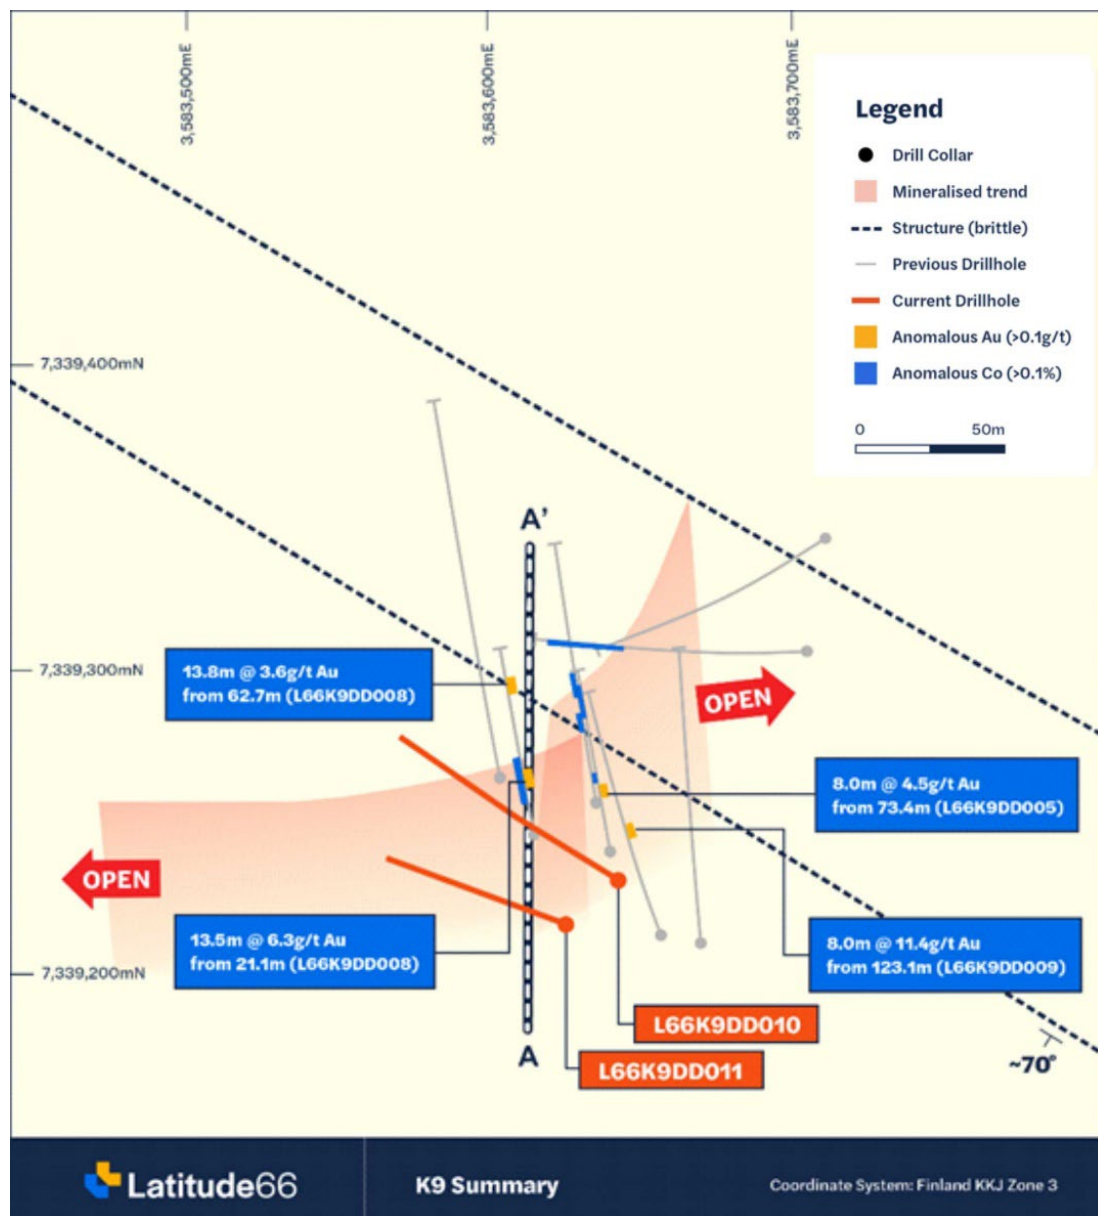 3,583,500mE
3,583,600mE
3,583,700mE
Legend
Drill Collar
Mineralised trend
Structure (brittle)
Previous Drillhole
Current Drillhole
Anomalous Au (>0.1g/t)
Anomalous Co (>0.1%)
0 50m
7,339,400mN
A'
7,339,300mN
13.8m @ 3.6g/t Au
from 62.7m (L66K9DD008)
OPEN
8.0m @ 4.5g/t Au
from 73.4m (L66K9DD005)
OPEN
13.5m @ 6.3g/t Au
from 21.1m (L66K9DD008)
8.0m @ 11.4g/t Au
from 123.1m (L66K9DD009)
7,339,200mN
L66K9DD010
A
L66K9DD011
~70°
Latitude66
K9 Summary
Coordinate System: Finland KKJ Zone 3